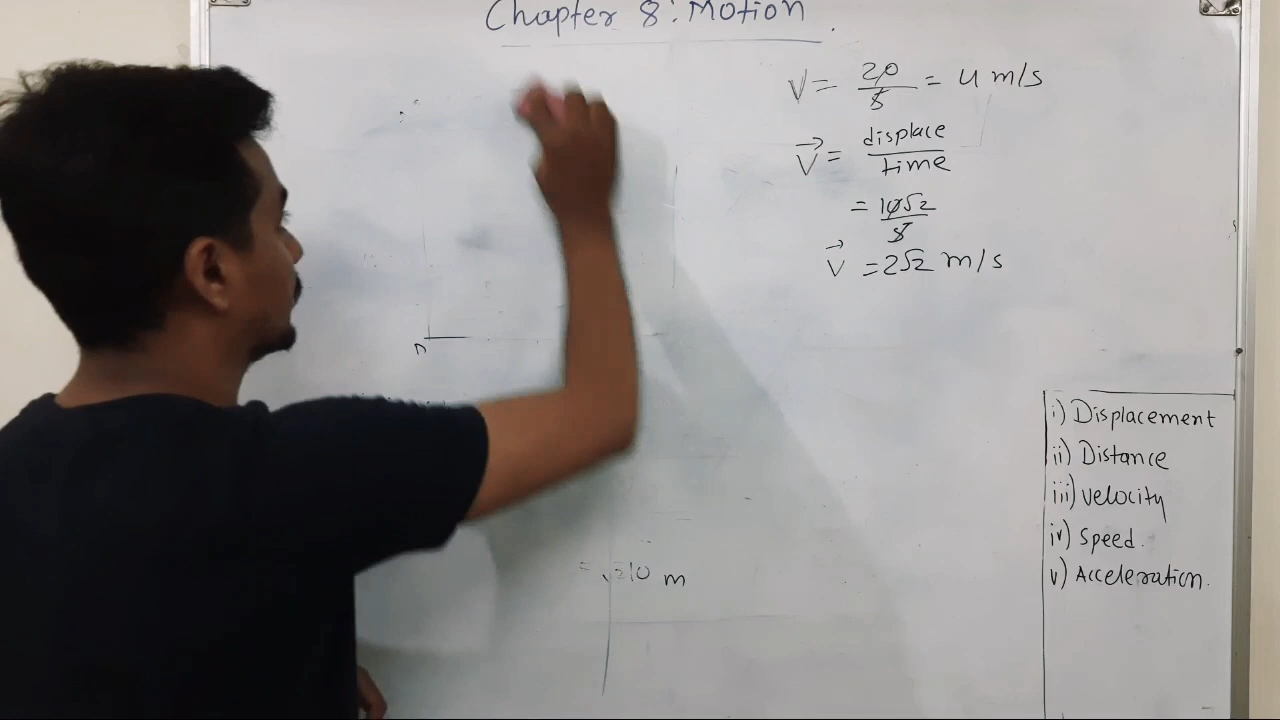 Chapter 8: Motion
V = 20/5 = 4 m/s
V⃗ = displace/time
= 10√2/5
V⃗ = 2√2 m/s
m
i) Displacement
ii) Distance
iii) velocity
iv) Speed.
v) Acceleration.